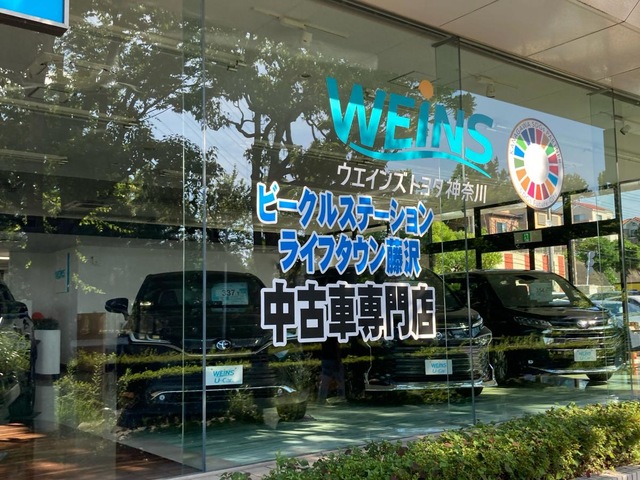 WEiNS
ウエインズトヨタ神奈川
ビークルステーション
ライフタウン藤沢
中古車専門店
WEiNS
U-Car
WEiNS